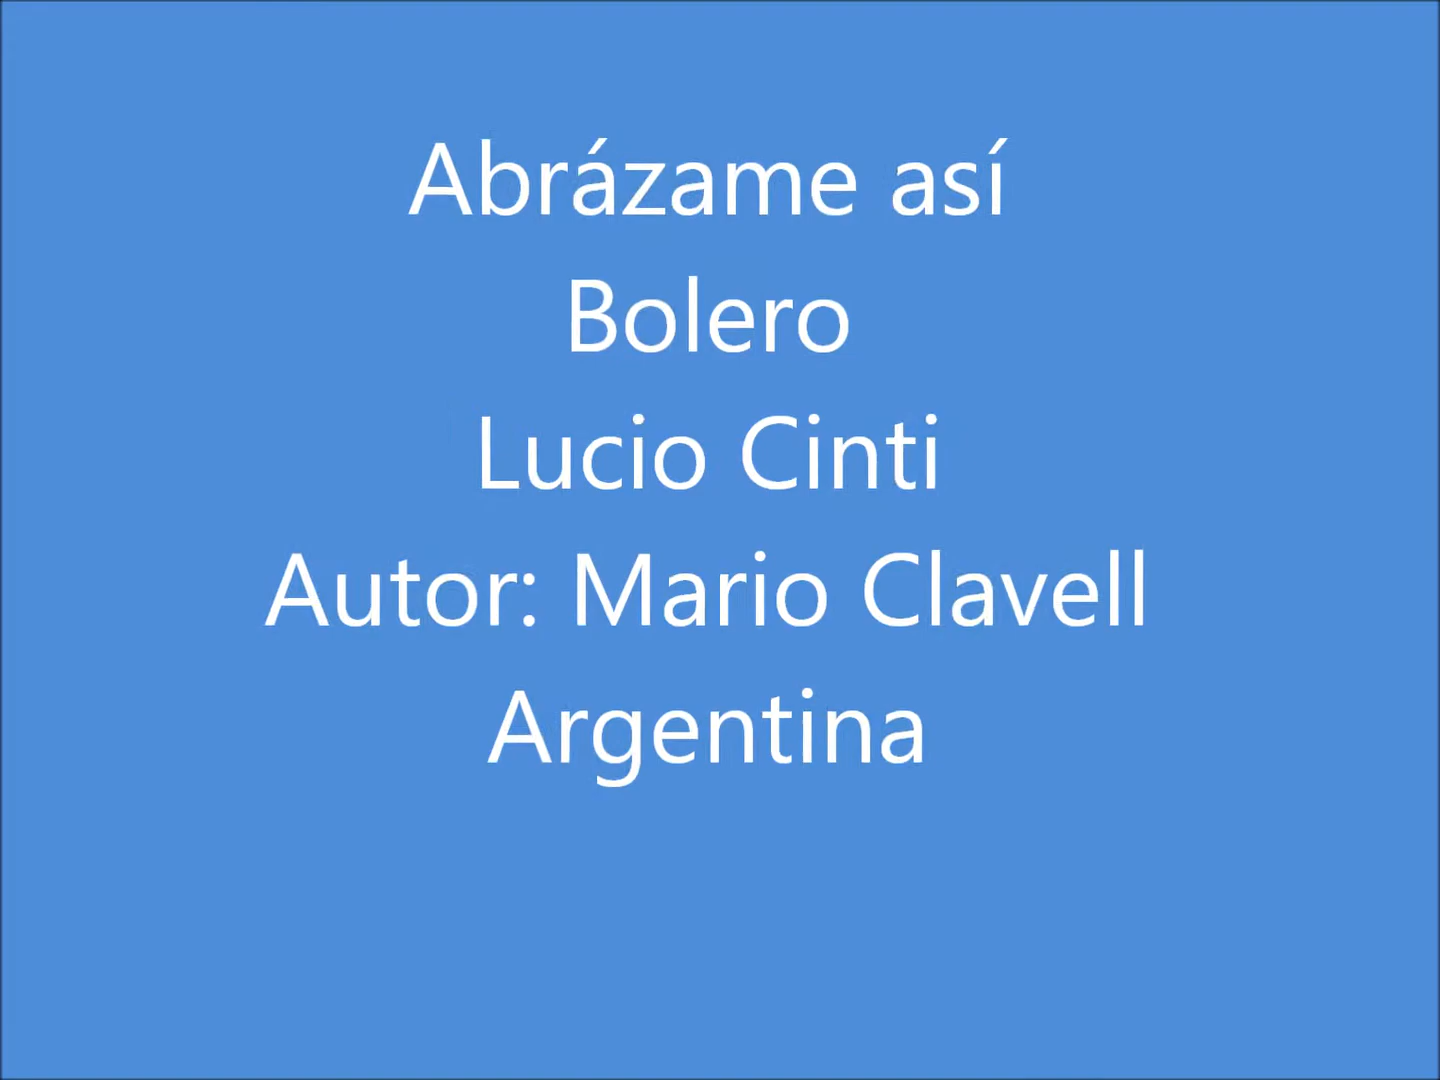 Abrázame así
Bolero
Lucio Cinti
Autor: Mario Clavell
Argentina